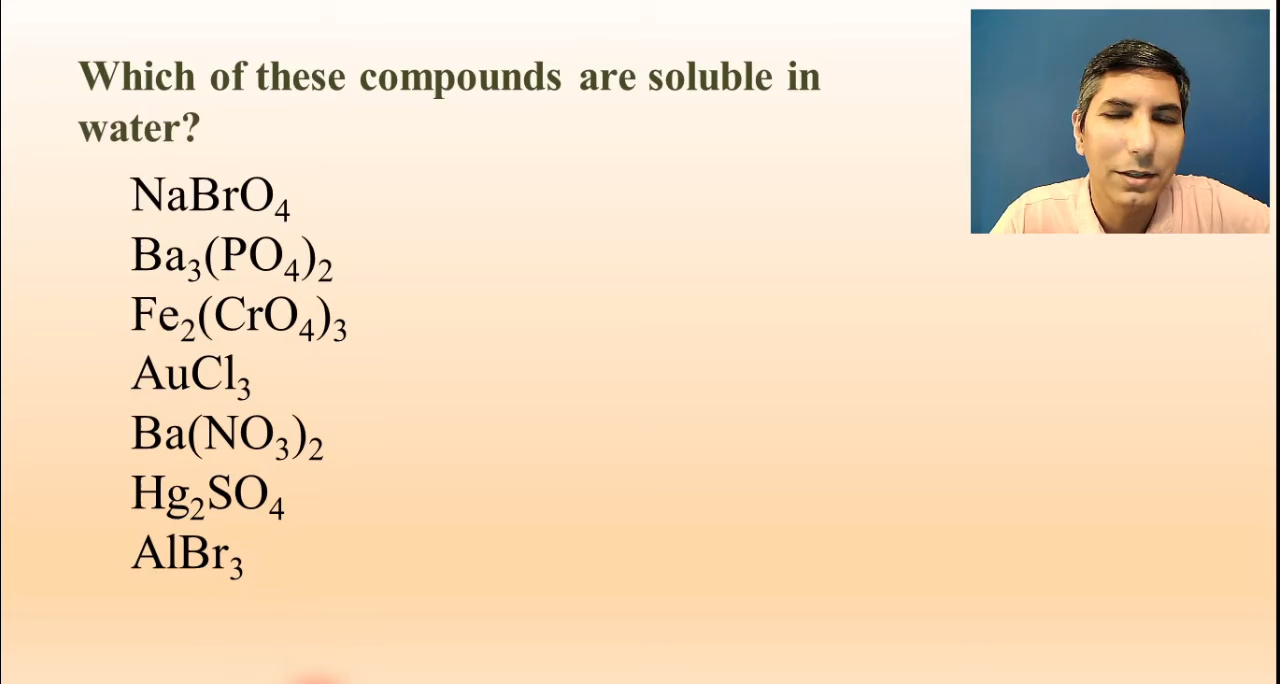 Which of these compounds are soluble in
water?
NaBrO₄
Ba₃(PO₄)₂
Fe₂(CrO₄)₃
AuCl₃
Ba(NO₃)₂
Hg₂SO₄
AlBr₃